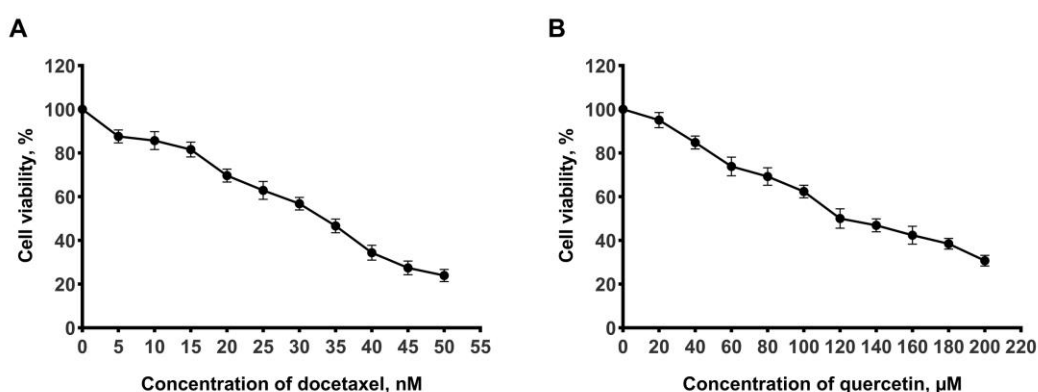 A
B
120
100
80
60
40
20
0
Cell viability, %
0 5 10 15 20 25 30 35 40 45 50 55
Concentration of docetaxel, nM
120
100
80
60
40
20
0
Cell viability, %
0 20 40 60 80 100 120 140 160 180 200 220
Concentration of quercetin, µM